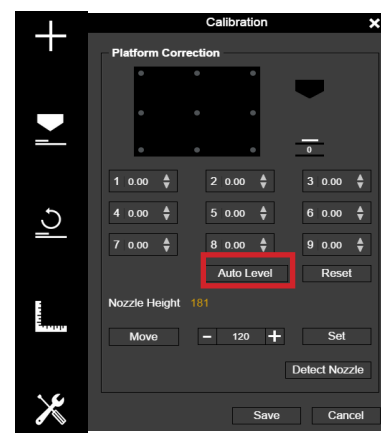 Calibration ×
Platform Correction
0
1 0.00 2 0.00 3 0.00
4 0.00 5 0.00 6 0.00
7 0.00 8 0.00 9 0.00
Auto Level Reset
Nozzle Height 181
Move − 120 + Set
Detect Nozzle
Save Cancel